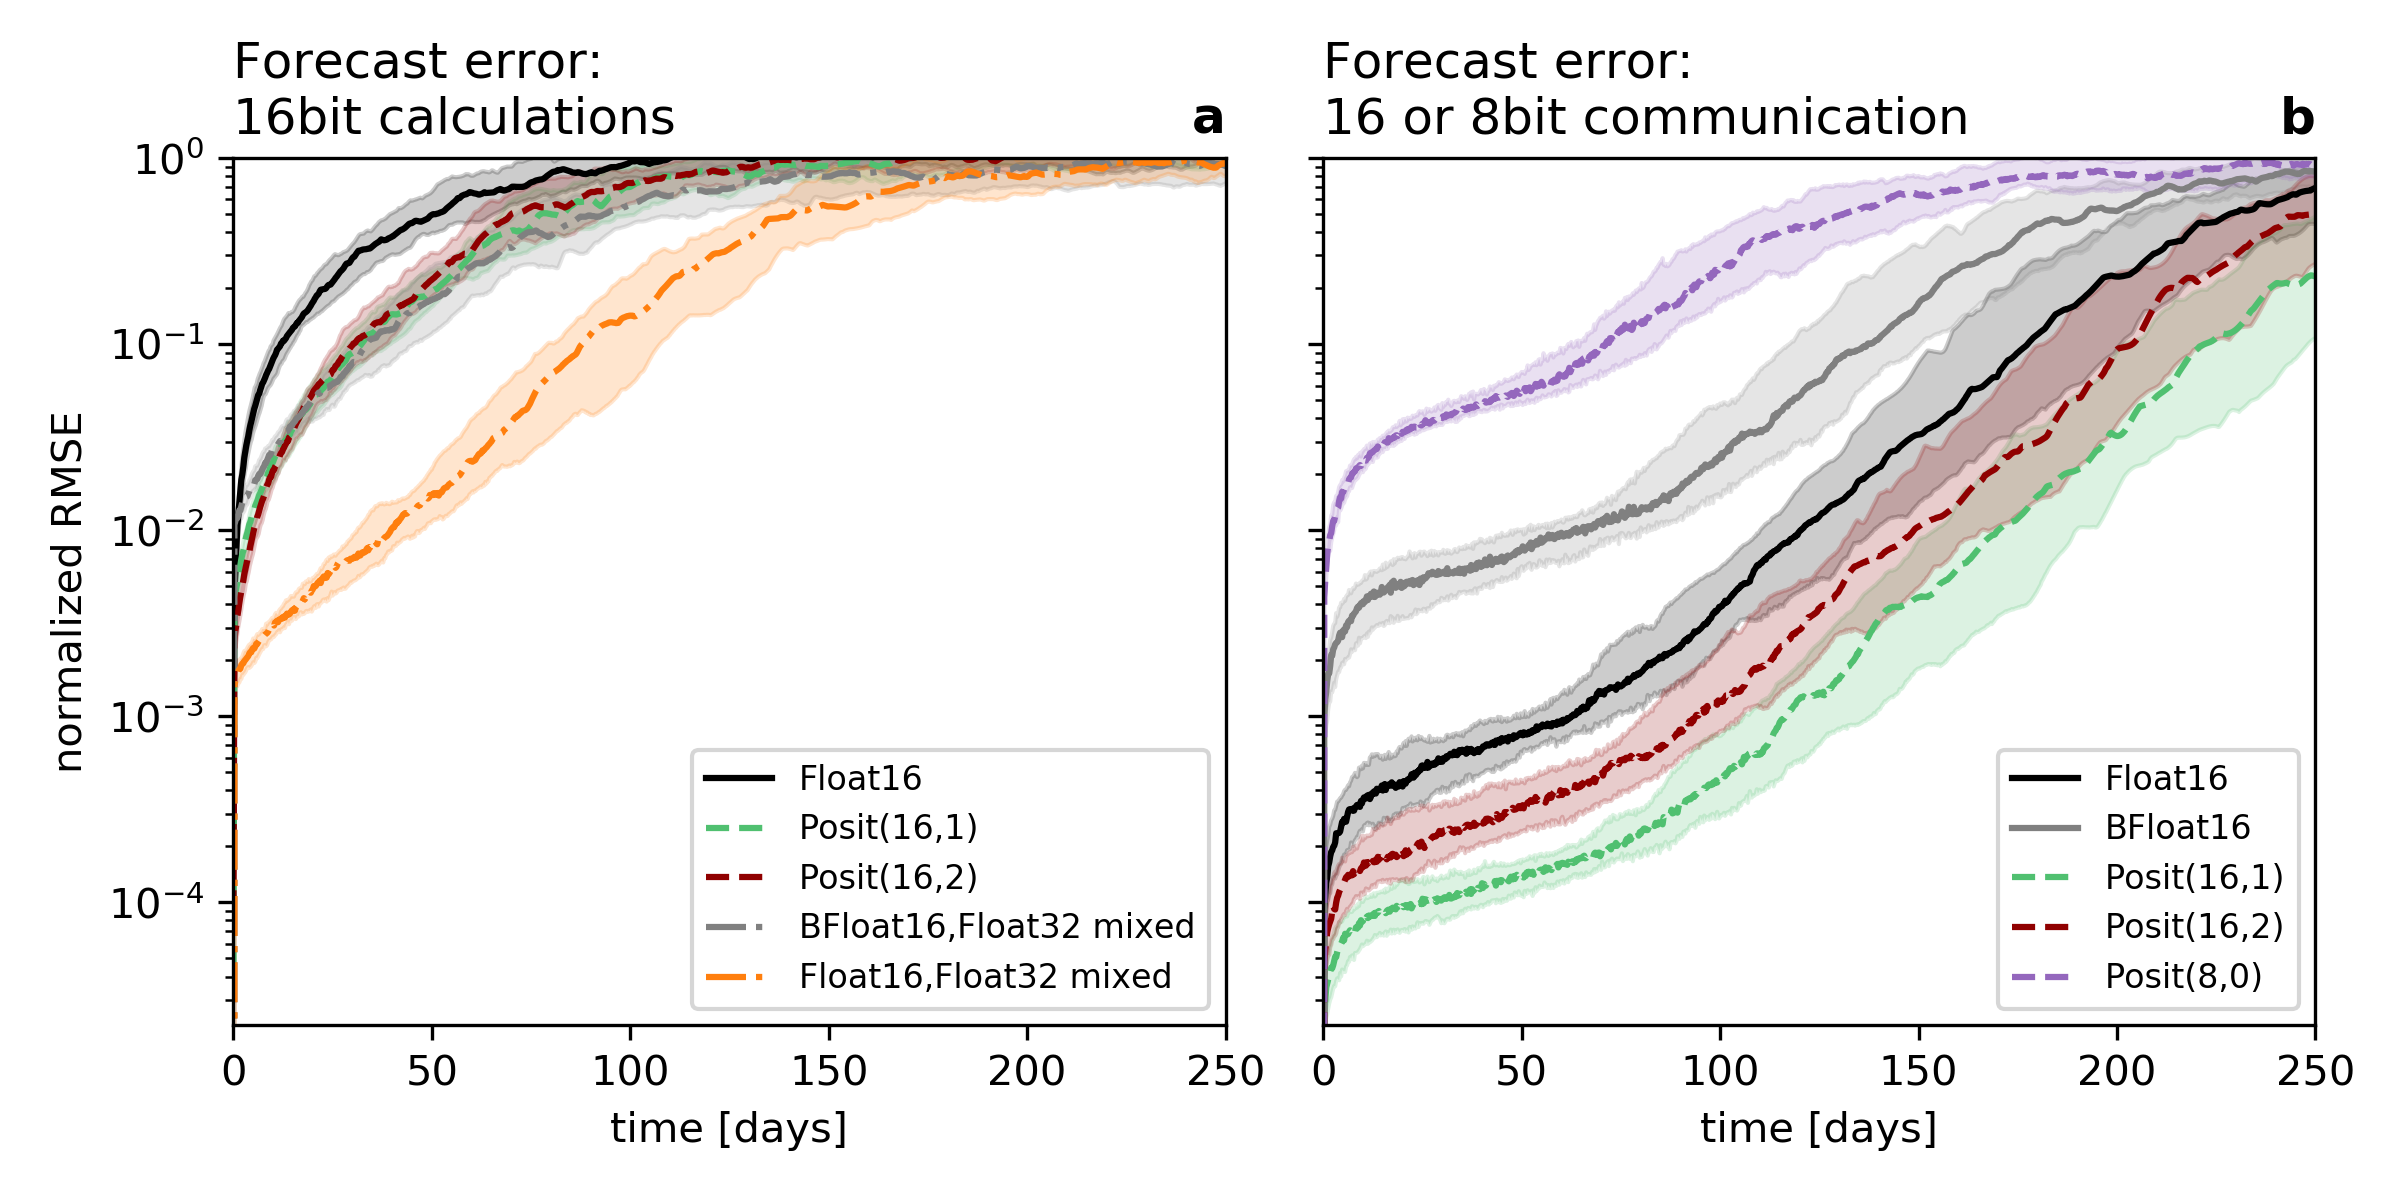 Forecast error:
16bit calculations
a
normalized RMSE
10⁰
10⁻¹
10⁻²
10⁻³
10⁻⁴
Float16
Posit(16,1)
Posit(16,2)
BFloat16,Float32 mixed
Float16,Float32 mixed
0 50 100 150 200 250
time [days]
Forecast error:
16 or 8bit communication
b
Float16
BFloat16
Posit(16,1)
Posit(16,2)
Posit(8,0)
0 50 100 150 200 250
time [days]